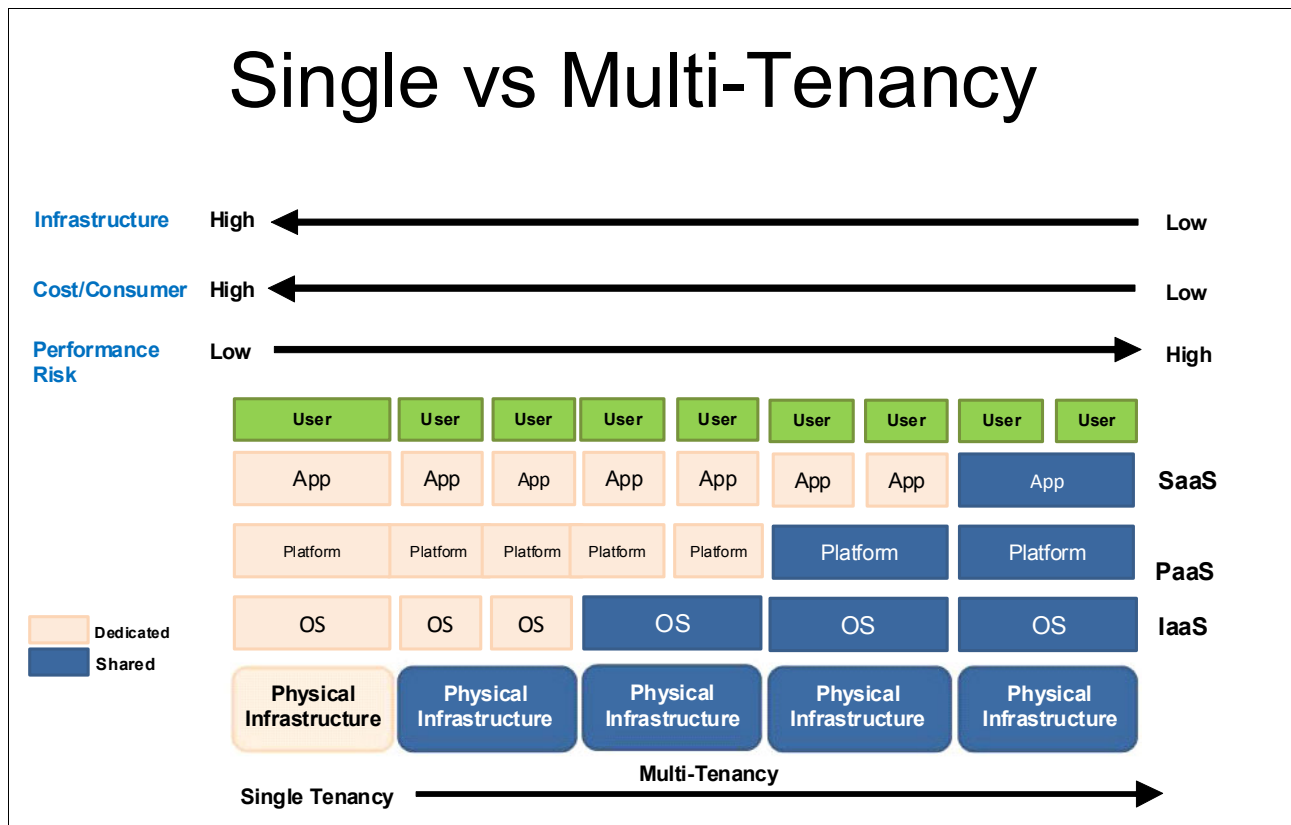 Single vs Multi-Tenancy
Infrastructure High Low
Cost/Consumer High Low
Performance
Risk
Low High
User User User User User User User User User
App App App App App App App App SaaS
Platform Platform Platform Platform Platform Platform Platform PaaS
OS OS OS OS OS OS IaaS
Dedicated
Shared
Physical
Infrastructure
Physical
Infrastructure
Physical
Infrastructure
Physical
Infrastructure
Physical
Infrastructure
Multi-Tenancy
Single Tenancy